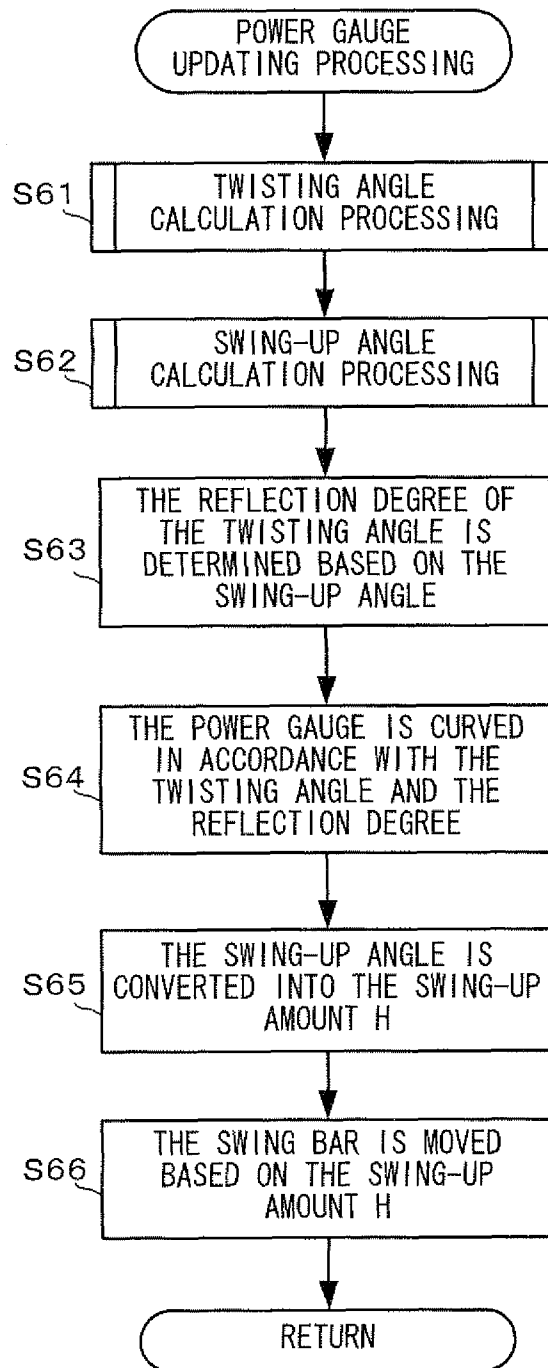 POWER GAUGE
UPDATING PROCESSING
S61
TWISTING ANGLE
CALCULATION PROCESSING
S62
SWING-UP ANGLE
CALCULATION PROCESSING
S63
THE REFLECTION DEGREE OF
THE TWISTING ANGLE IS
DETERMINED BASED ON THE
SWING-UP ANGLE
S64
THE POWER GAUGE IS CURVED
IN ACCORDANCE WITH THE
TWISTING ANGLE AND THE
REFLECTION DEGREE
S65
THE SWING-UP ANGLE IS
CONVERTED INTO THE SWING-UP
AMOUNT H
S66
THE SWING BAR IS MOVED
BASED ON THE SWING-UP
AMOUNT H
RETURN